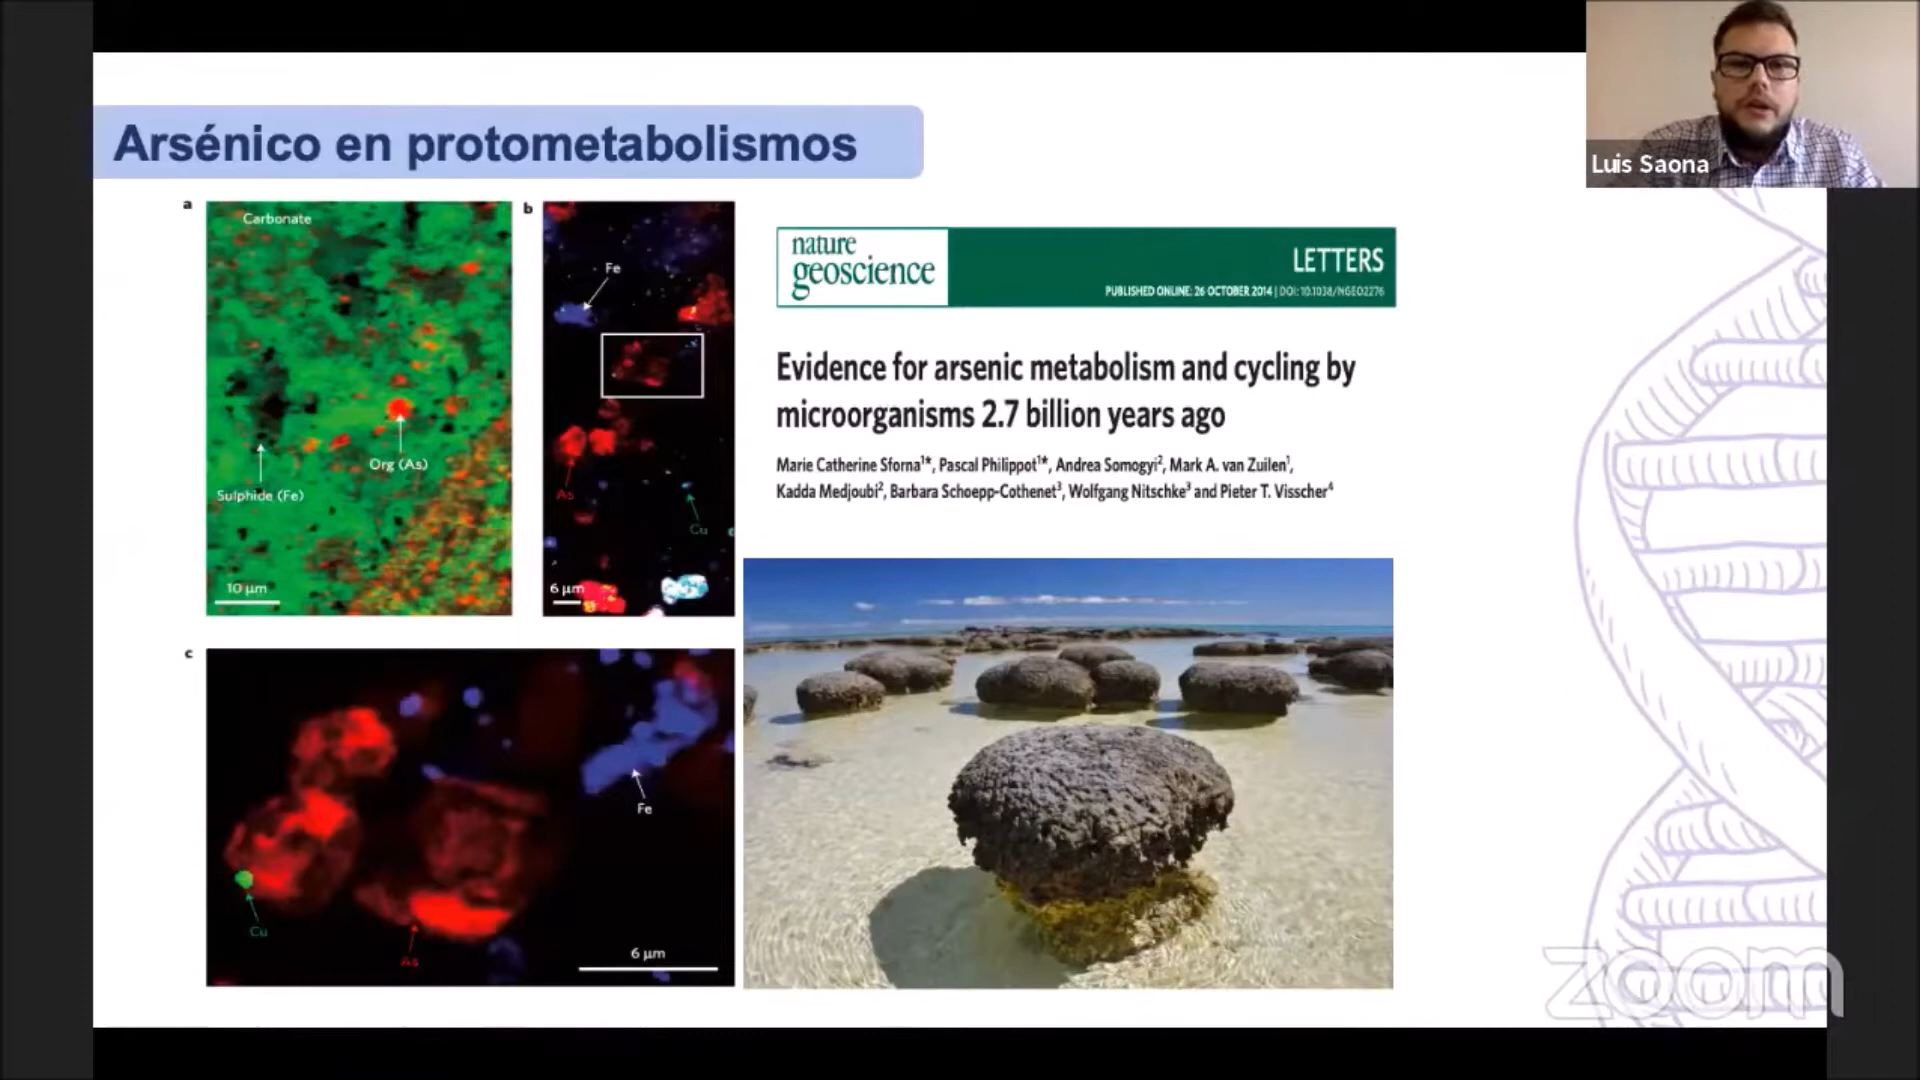 Luis Saona
Arsénico en protometabolismos
a
Carbonate
Org (As)
Sulphide (Fe)
10 µm
b
Fe
As
Cu
6 µm
c
Fe
Cu
As
6 µm
nature
geoscience
LETTERS
PUBLISHED ONLINE: 26 OCTOBER 2014 | DOI: 10.1038/NGEO2276
Evidence for arsenic metabolism and cycling by
microorganisms 2.7 billion years ago
Marie Catherine Sforna¹*, Pascal Philippot¹*, Andrea Somogyi², Mark A. van Zuilen¹,
Kadda Medjoubi², Barbara Schoepp-Cothenet³, Wolfgang Nitschke³ and Pieter T. Visscher⁴
zoom